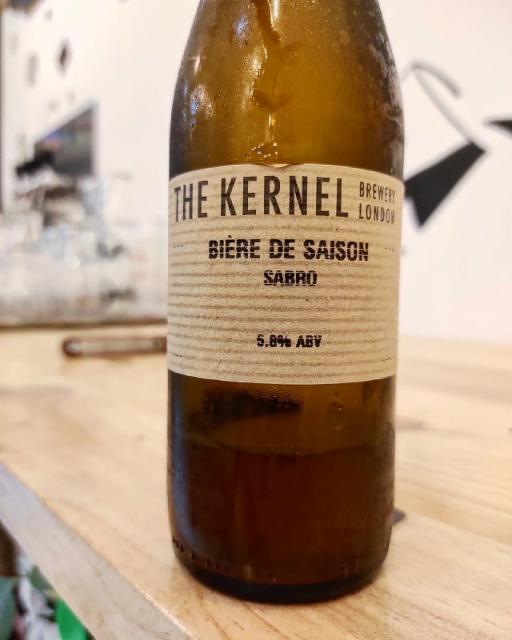 THE KERNEL BREWERY LONDON
BIÈRE DE SAISON
SABRO
5.8% ABV